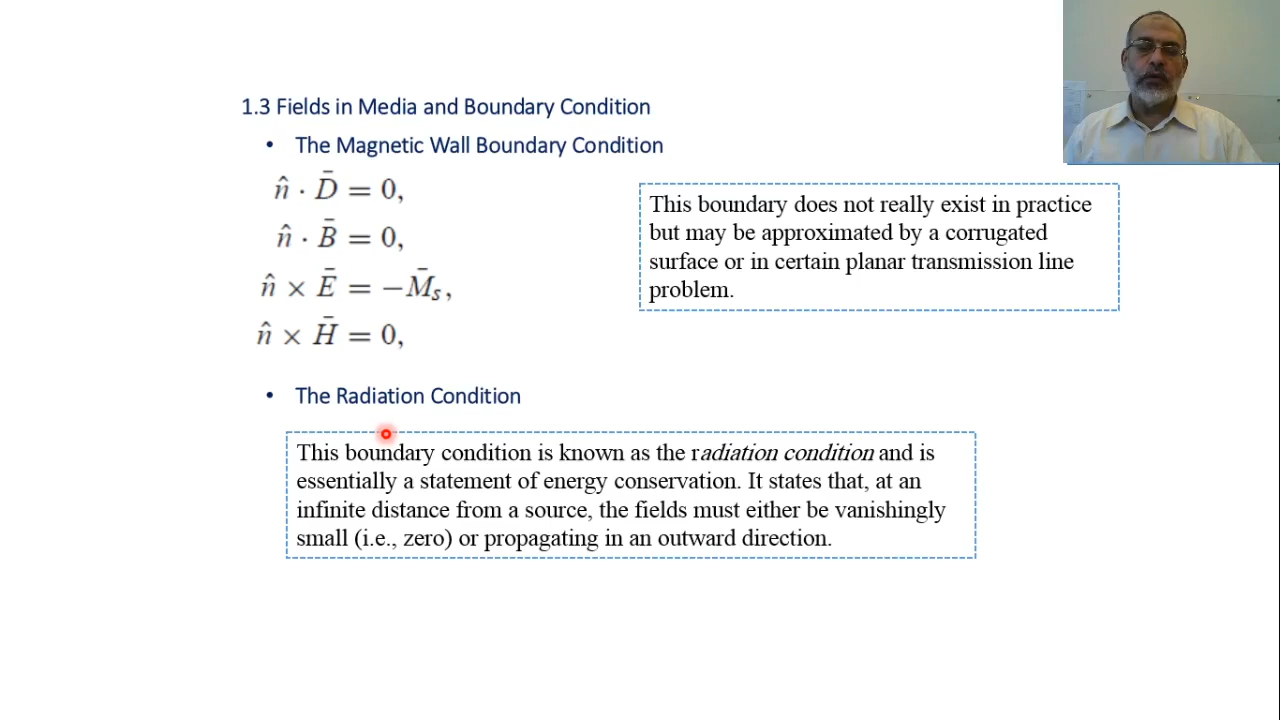 1.3 Fields in Media and Boundary Condition
• The Magnetic Wall Boundary Condition
n̂ · D̄ = 0,
n̂ · B̄ = 0,
n̂ × Ē = −M̄ₛ,
n̂ × H̄ = 0,
This boundary does not really exist in practice
but may be approximated by a corrugated
surface or in certain planar transmission line
problem.
• The Radiation Condition
This boundary condition is known as the radiation condition and is
essentially a statement of energy conservation. It states that, at an
infinite distance from a source, the fields must either be vanishingly
small (i.e., zero) or propagating in an outward direction.